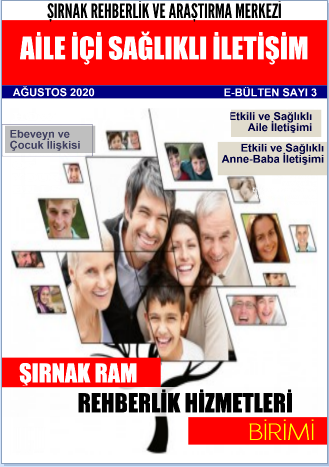 ŞIRNAK REHBERLİK VE ARAŞTIRMA MERKEZİ
AİLE İÇİ SAĞLIKLI İLETİŞİM
AĞUSTOS 2020 E-BÜLTEN SAYI 3
Etkili ve Sağlıklı
Aile İletişimi
Ebeveyn ve
Çocuk İlişkisi
Etkili ve Sağlıklı
Anne-Baba İletişimi
ŞIRNAK RAM
REHBERLİK HİZMETLERİ
BİRİMİ